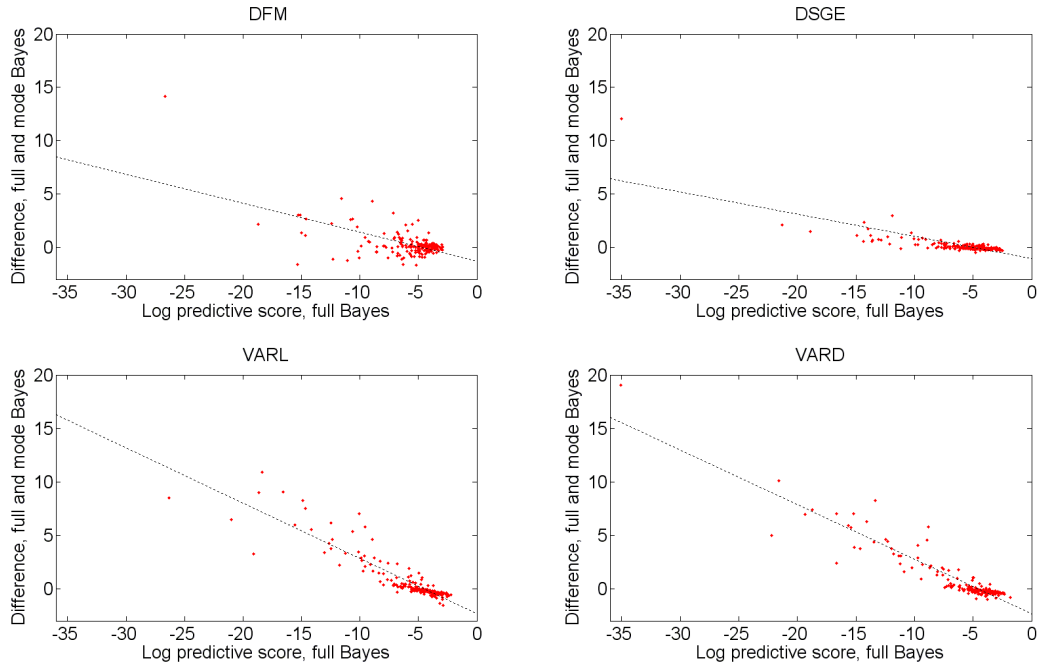 DFM
20
15
10
5
0
-35 -30 -25 -20 -15 -10 -5 0
Log predictive score, full Bayes
Difference, full and mode Bayes
DSGE
20
15
10
5
0
-35 -30 -25 -20 -15 -10 -5 0
Log predictive score, full Bayes
Difference, full and mode Bayes
VARL
20
15
10
5
0
-35 -30 -25 -20 -15 -10 -5 0
Log predictive score, full Bayes
Difference, full and mode Bayes
VARD
20
15
10
5
0
-35 -30 -25 -20 -15 -10 -5 0
Log predictive score, full Bayes
Difference, full and mode Bayes